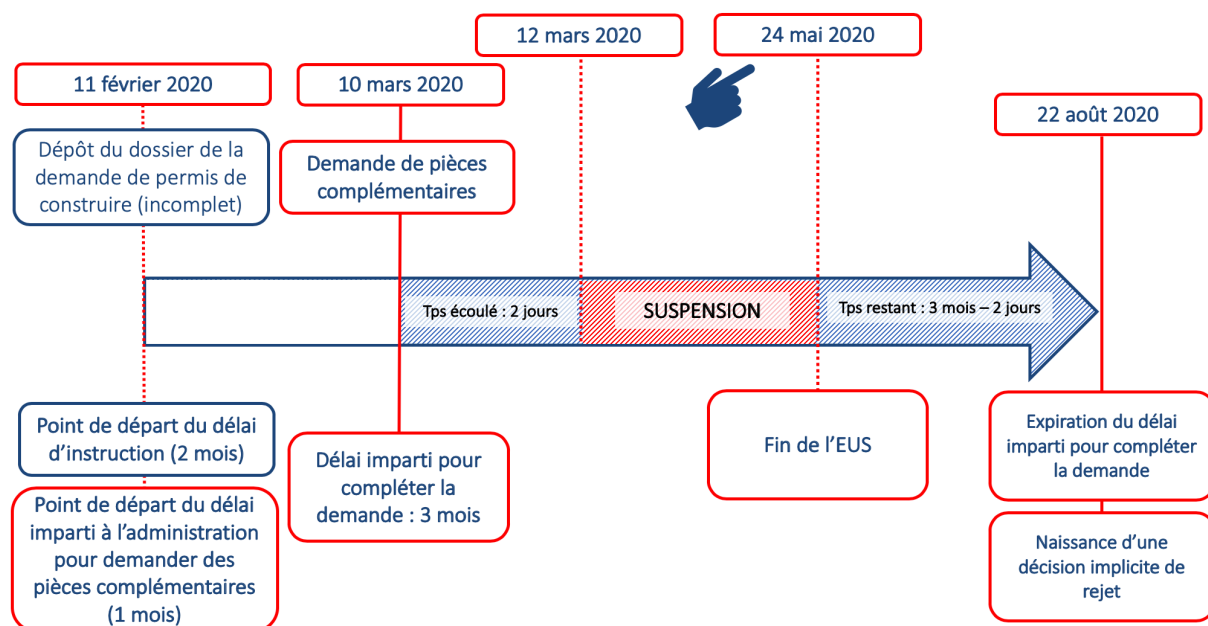 12 mars 2020
24 mai 2020
11 février 2020
10 mars 2020
22 août 2020
Dépôt du dossier de la
demande de permis de
construire (incomplet)
Demande de pièces
complémentaires
Tps écoulé : 2 jours
SUSPENSION
Tps restant : 3 mois – 2 jours
Point de départ du délai
d’instruction (2 mois)
Point de départ du délai
imparti à l’administration
pour demander des
pièces complémentaires
(1 mois)
Délai imparti pour
compléter la
demande : 3 mois
Fin de l’EUS
Expiration du délai
imparti pour compléter
la demande
Naissance d’une
décision implicite de
rejet